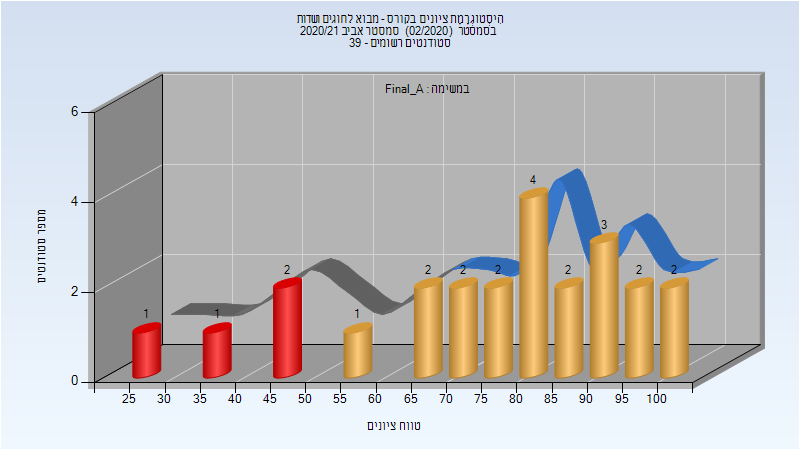 הִיסְטוֹגְרָמַת ציונים בקורס - מבוא לחוגים ושדות
בסמסטר (02/2020) סמסטר אביב 2020/21
סטודנטים רשומים - 39
במשימה : Final_A
מספר סטודנטים
6
4
2
0
1
1
2
1
2
2
2
4
2
3
2
2
25 30 35 40 45 50 55 60 65 70 75 80 85 90 95 100
טווח ציונים